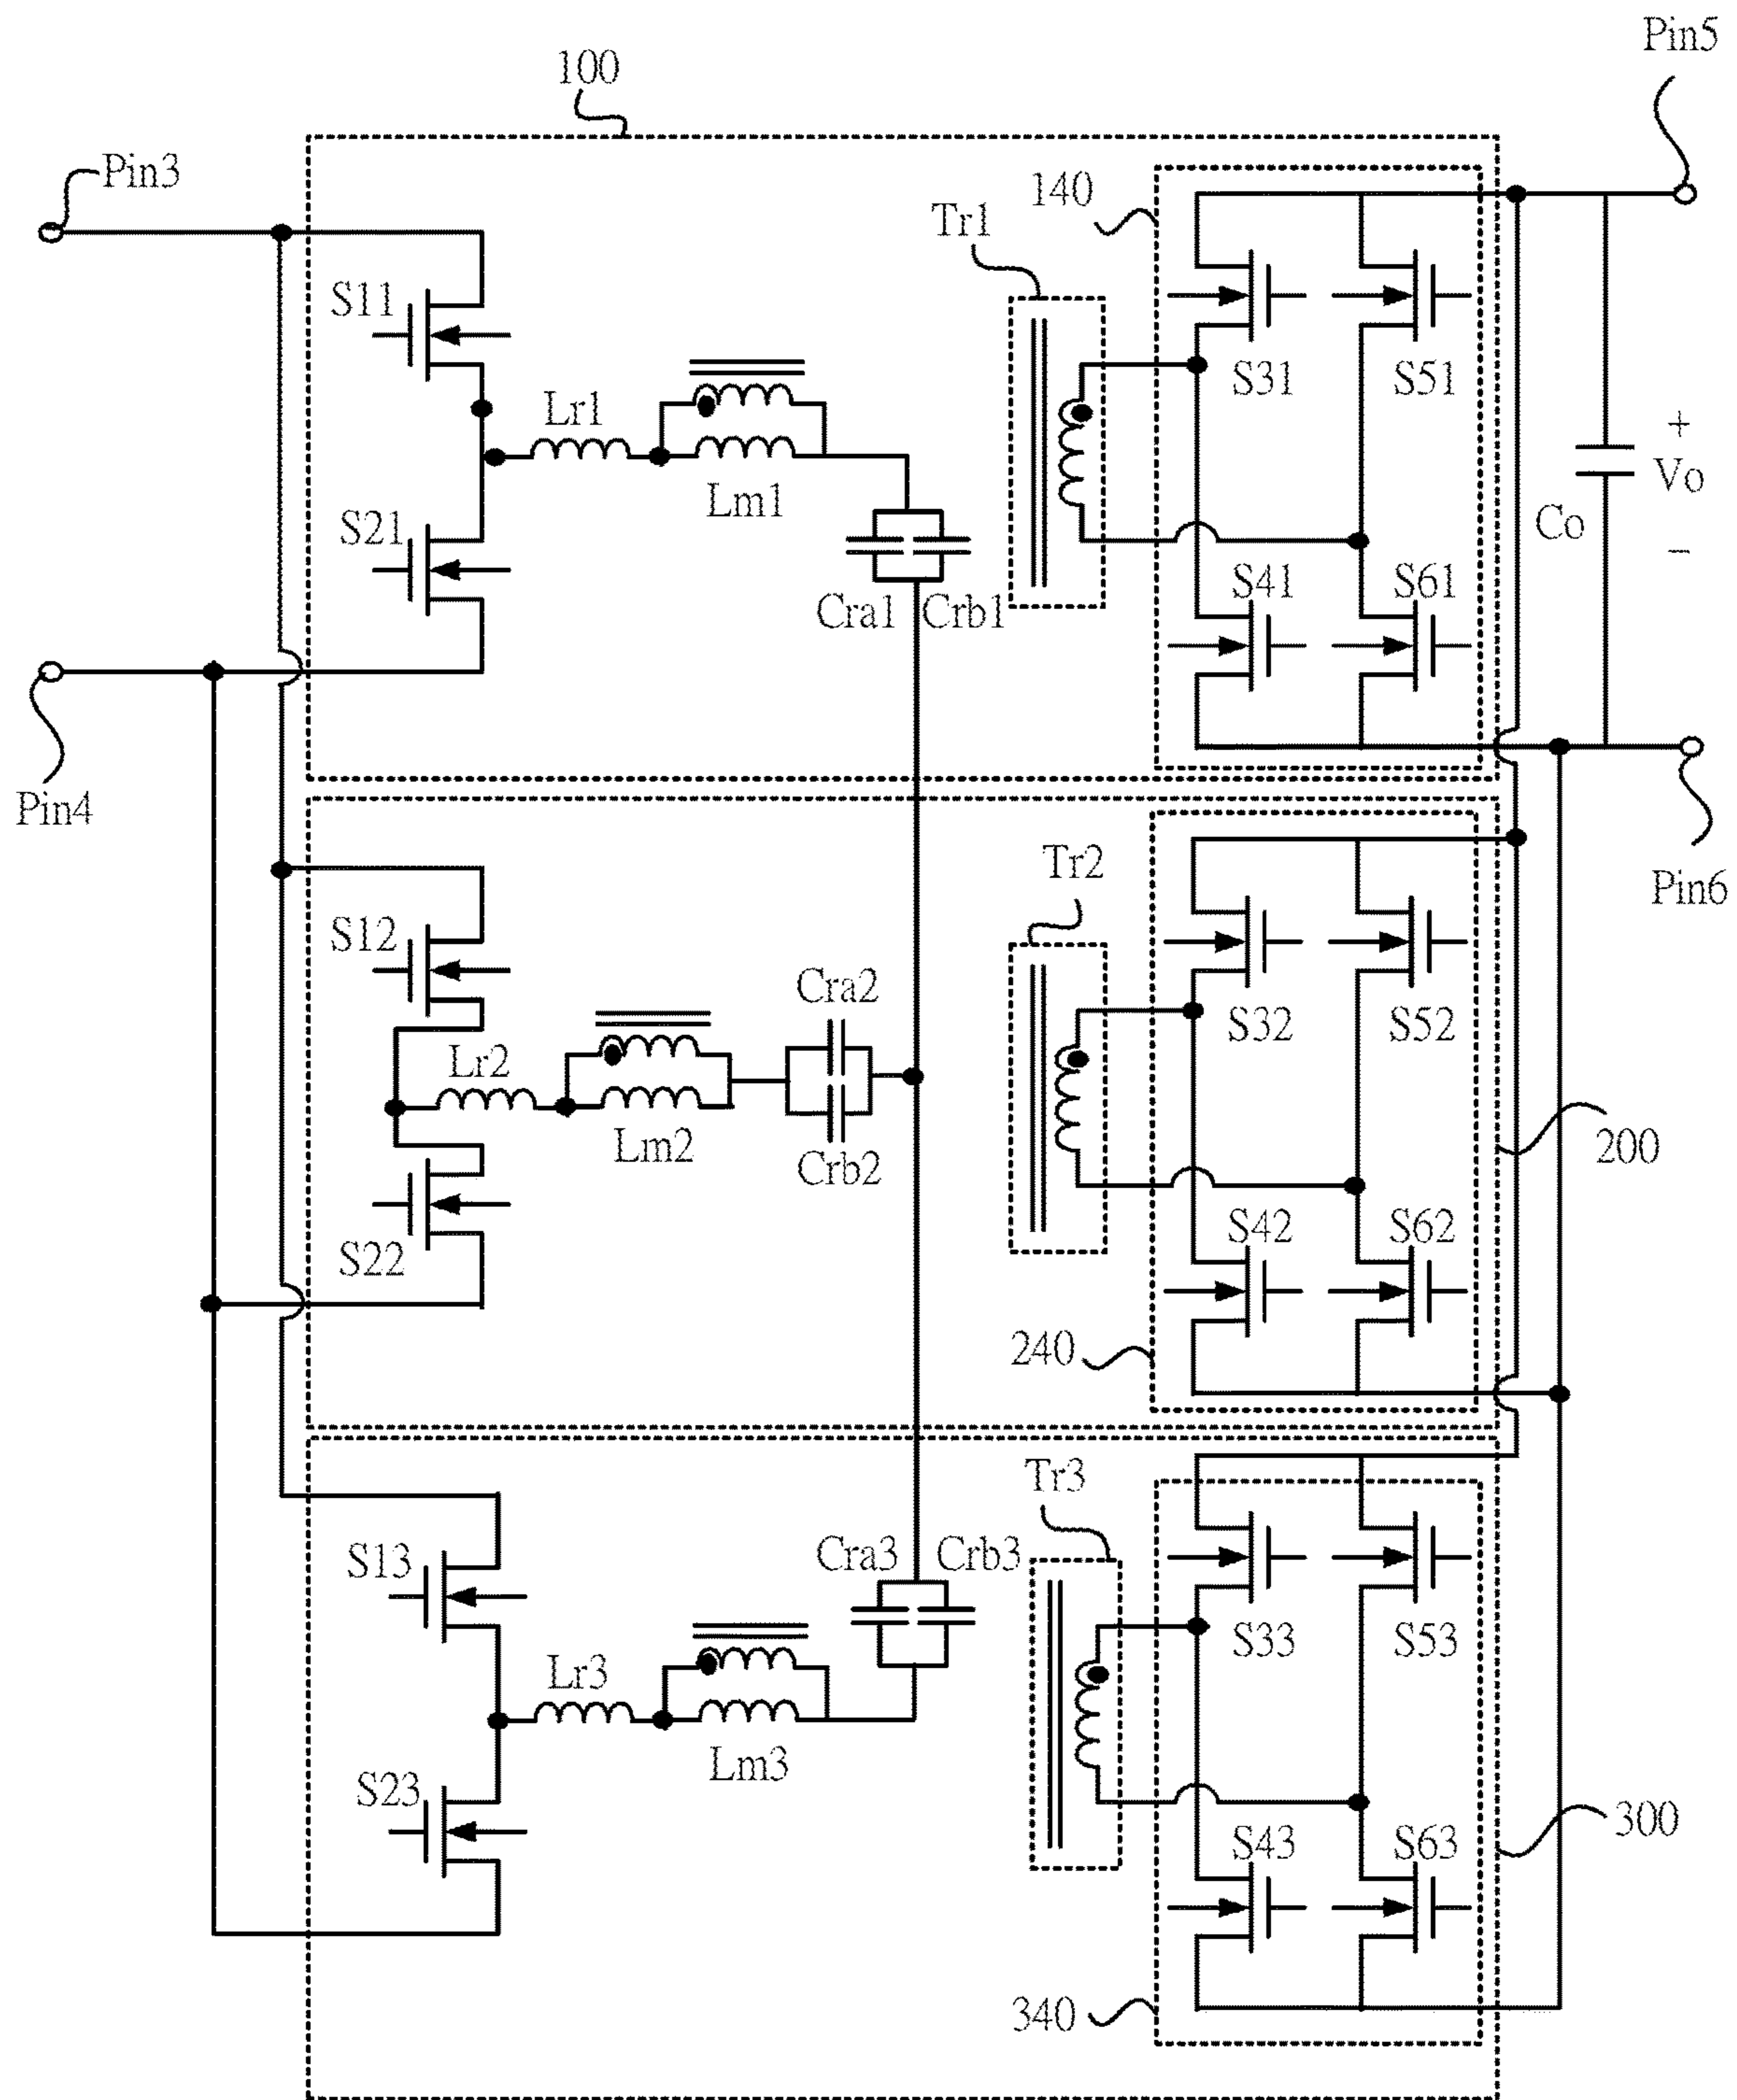 Pin5
100
Pin3
140
Tr1
S11
S31
S51
Lr1
+
Vo
−
Co
Lm1
S21
S41
S61
Cra1
Crb1
Pin4
Tr2
Pin6
S12
Cra2
S32
S52
Lr2
Lm2
Crb2
200
S22
S42
S62
240
Tr3
S13
Cra3
Crb3
S33
S53
Lr3
Lm3
S23
S43
S63
300
340